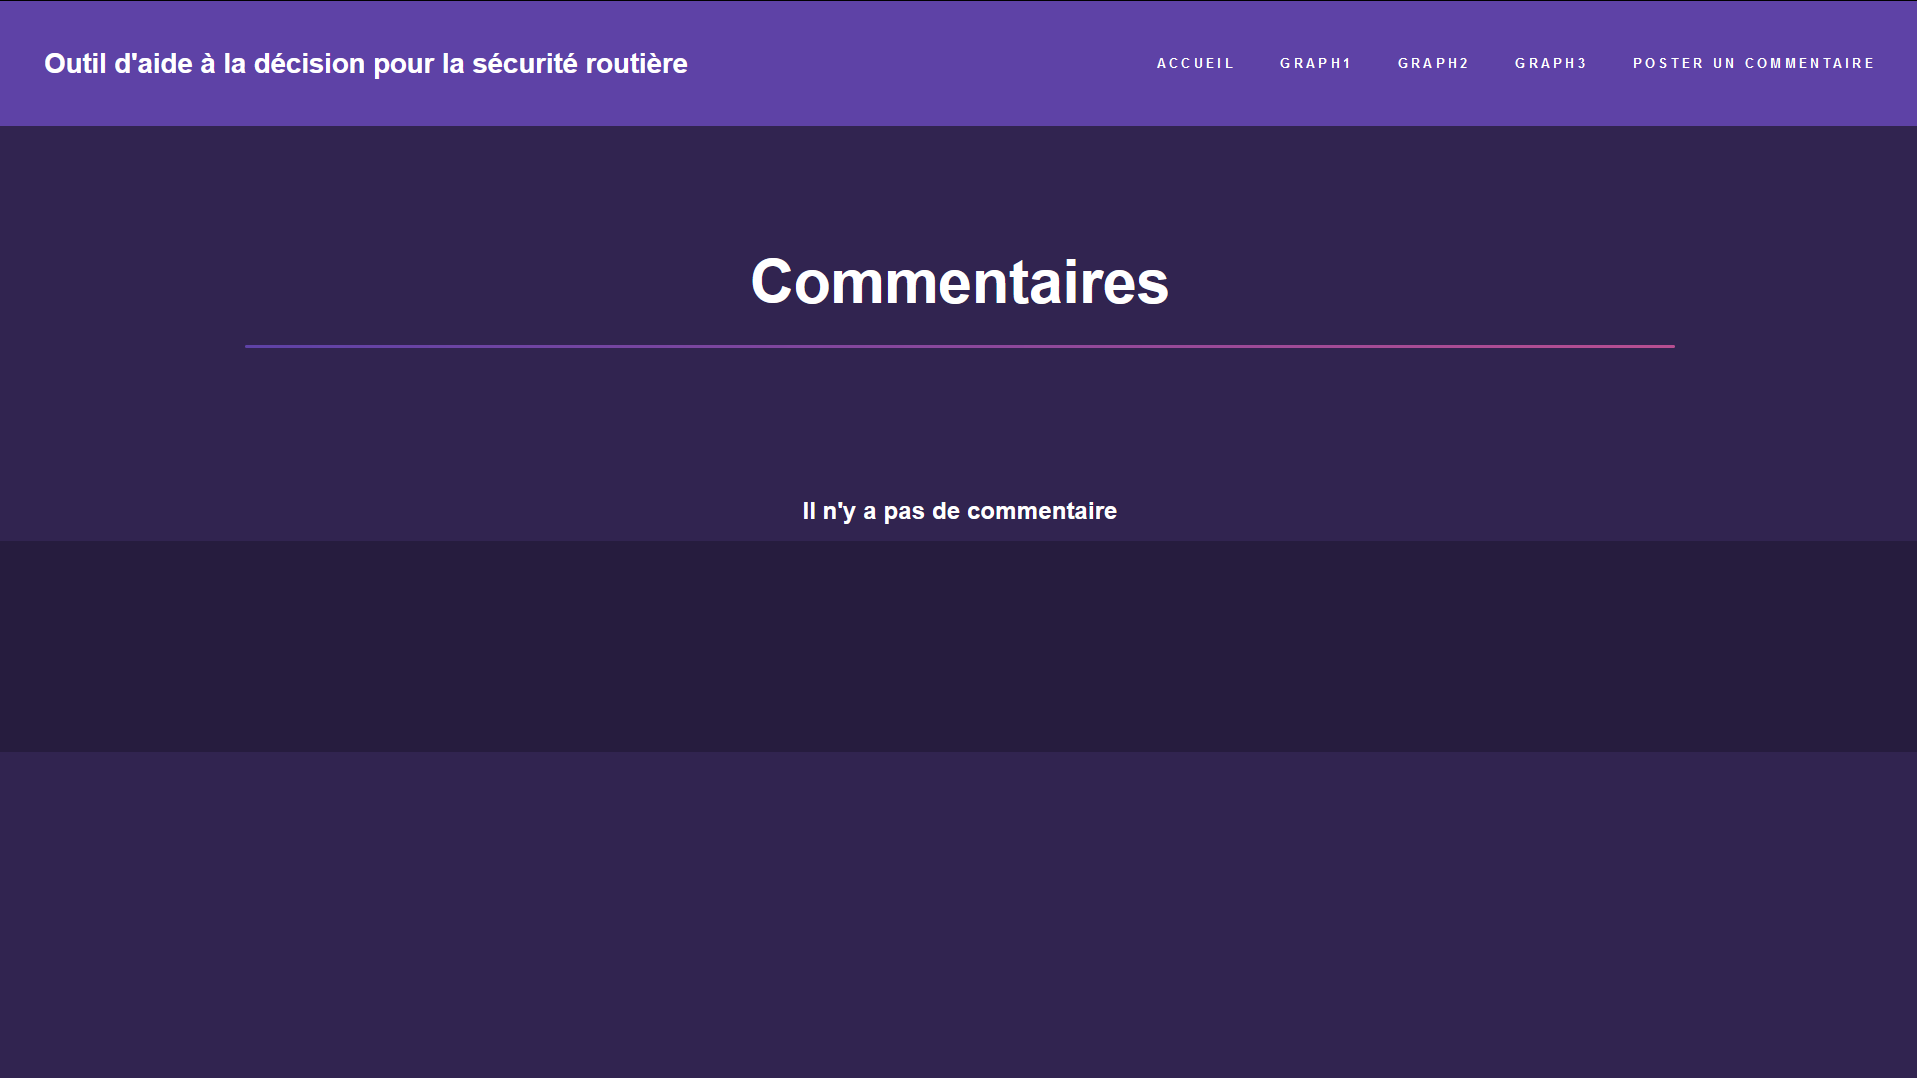 Outil d'aide à la décision pour la sécurité routière
ACCUEIL GRAPH1 GRAPH2 GRAPH3 POSTER UN COMMENTAIRE
Commentaires
Il n'y a pas de commentaire